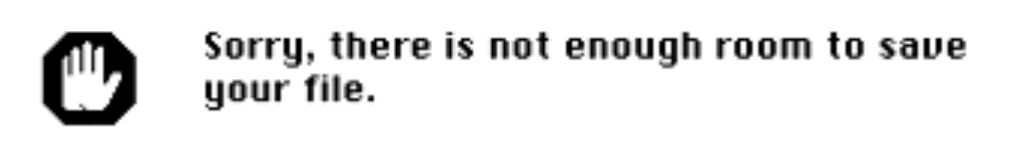 Sorry, there is not enough room to save
your file.